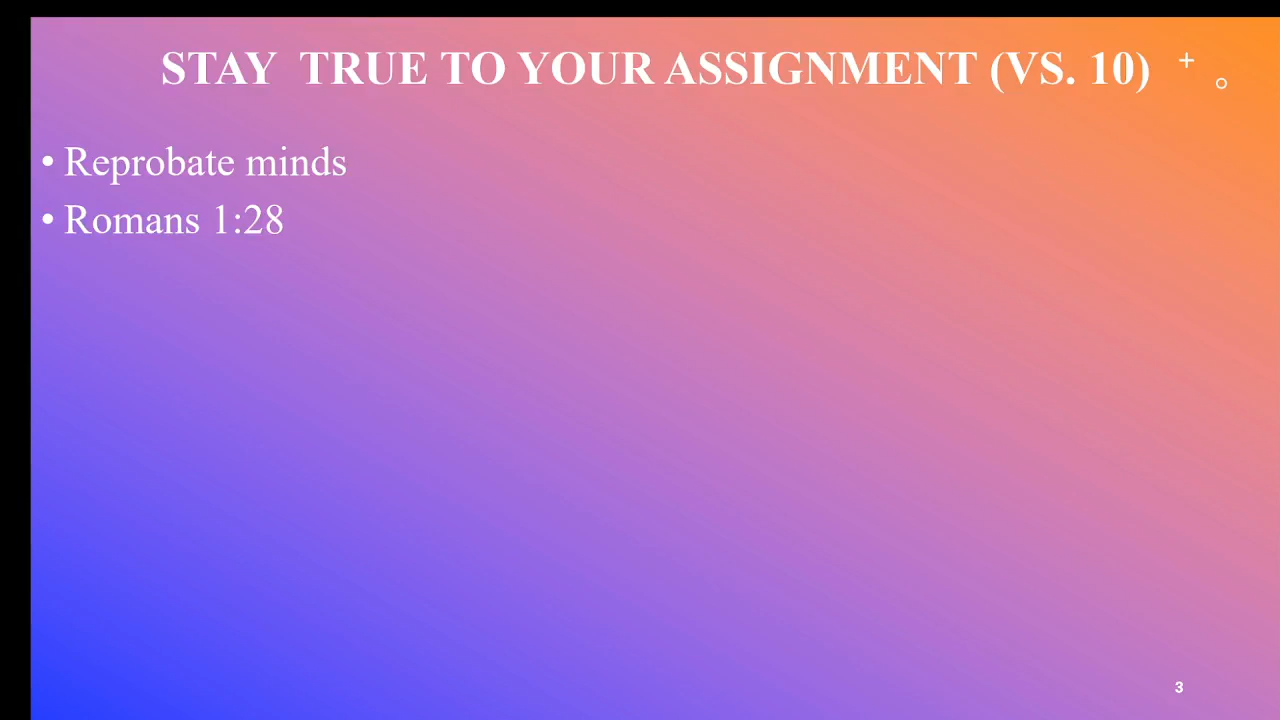 STAY  TRUE TO YOUR ASSIGNMENT (VS. 10)
• Reprobate minds
• Romans 1:28
3